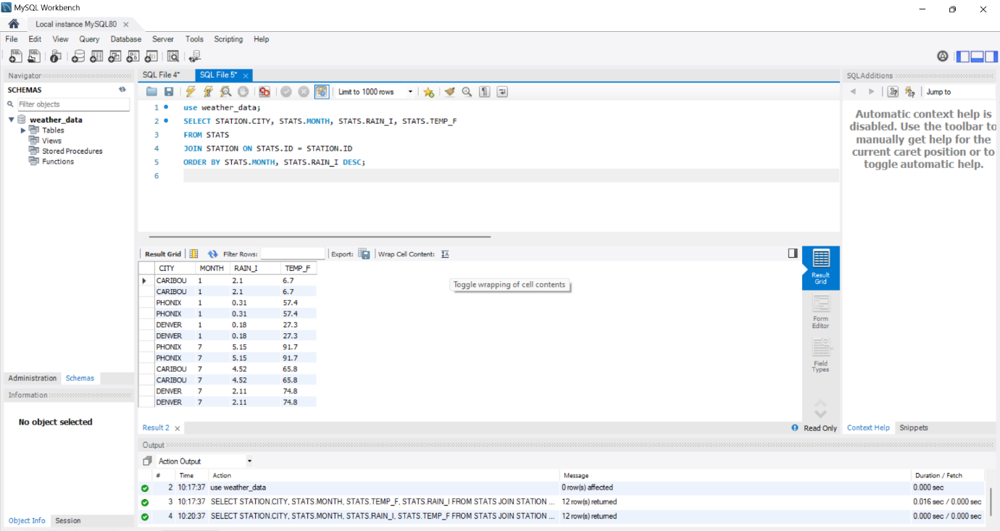 MySQL Workbench
Local instance MySQL80
File Edit View Query Database Server Tools Scripting Help
Navigator
SCHEMAS
Filter objects
weather_data
Tables
Views
Stored Procedures
Functions
Administration Schemas
Information
No object selected
Object Info Session
SQL File 4* SQL File 5*
Limit to 1000 rows
1 use weather_data;
2 SELECT STATION.CITY, STATS.MONTH, STATS.RAIN_I, STATS.TEMP_F
3 FROM STATS
4 JOIN STATION ON STATS.ID = STATION.ID
5 ORDER BY STATS.MONTH, STATS.RAIN_I DESC;
6
Result Grid Filter Rows: Export: Wrap Cell Content:
Toggle wrapping of cell contents
CITY MONTH RAIN_I TEMP_F
CARIBOU 1 2.1 6.7
CARIBOU 1 2.1 6.7
PHONIX 1 0.31 57.4
PHONIX 1 0.31 57.4
DENVER 1 0.18 27.3
DENVER 1 0.18 27.3
PHONIX 7 5.15 91.7
PHONIX 7 5.15 91.7
CARIBOU 7 4.52 65.8
CARIBOU 7 4.52 65.8
DENVER 7 2.11 74.8
DENVER 7 2.11 74.8
Result
Grid
Form
Editor
Field
Types
Result 2 Read Only
SQLAdditions
Jump to
Automatic context help is
disabled. Use the toolbar to
manually get help for the
current caret position or to
toggle automatic help.
Context Help Snippets
Output
Action Output
# Time Action Message Duration / Fetch
2 10:17:37 use weather_data 0 row(s) affected 0.000 sec
3 10:17:37 SELECT STATION.CITY, STATS.MONTH, STATS.TEMP_F, STATS.RAIN_I FROM STATS JOIN STATION ... 12 row(s) returned 0.016 sec / 0.000 sec
4 10:20:37 SELECT STATION.CITY, STATS.MONTH, STATS.RAIN_I, STATS.TEMP_F FROM STATS JOIN STATION ... 12 row(s) returned 0.000 sec / 0.000 sec